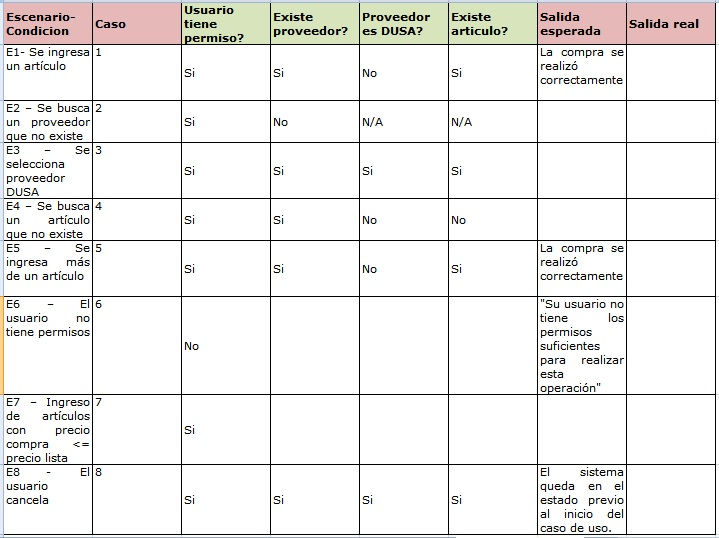 Escenario-Condicion Caso Usuario tiene permiso? Existe proveedor? Proveedor es DUSA? Existe articulo? Salida esperada Salida real
E1- Se ingresa un artículo 1 Si Si No Si La compra se realizó correctamente
E2 – Se busca un proveedor que no existe 2 Si No N/A N/A
E3 – Se selecciona proveedor DUSA 3 Si Si Si Si
E4 – Se busca un artículo que no existe 4 Si Si No No
E5 – Se ingresa más de un artículo 5 Si Si No Si La compra se realizó correctamente
E6 – El usuario no tiene permisos 6 No "Su usuario no tiene los permisos suficientes para realizar esta operación"
E7 – Ingreso de artículos con precio compra <= precio lista 7 Si
E8 - El usuario cancela 8 Si Si Si Si El sistema queda en el estado previo al inicio del caso de uso.